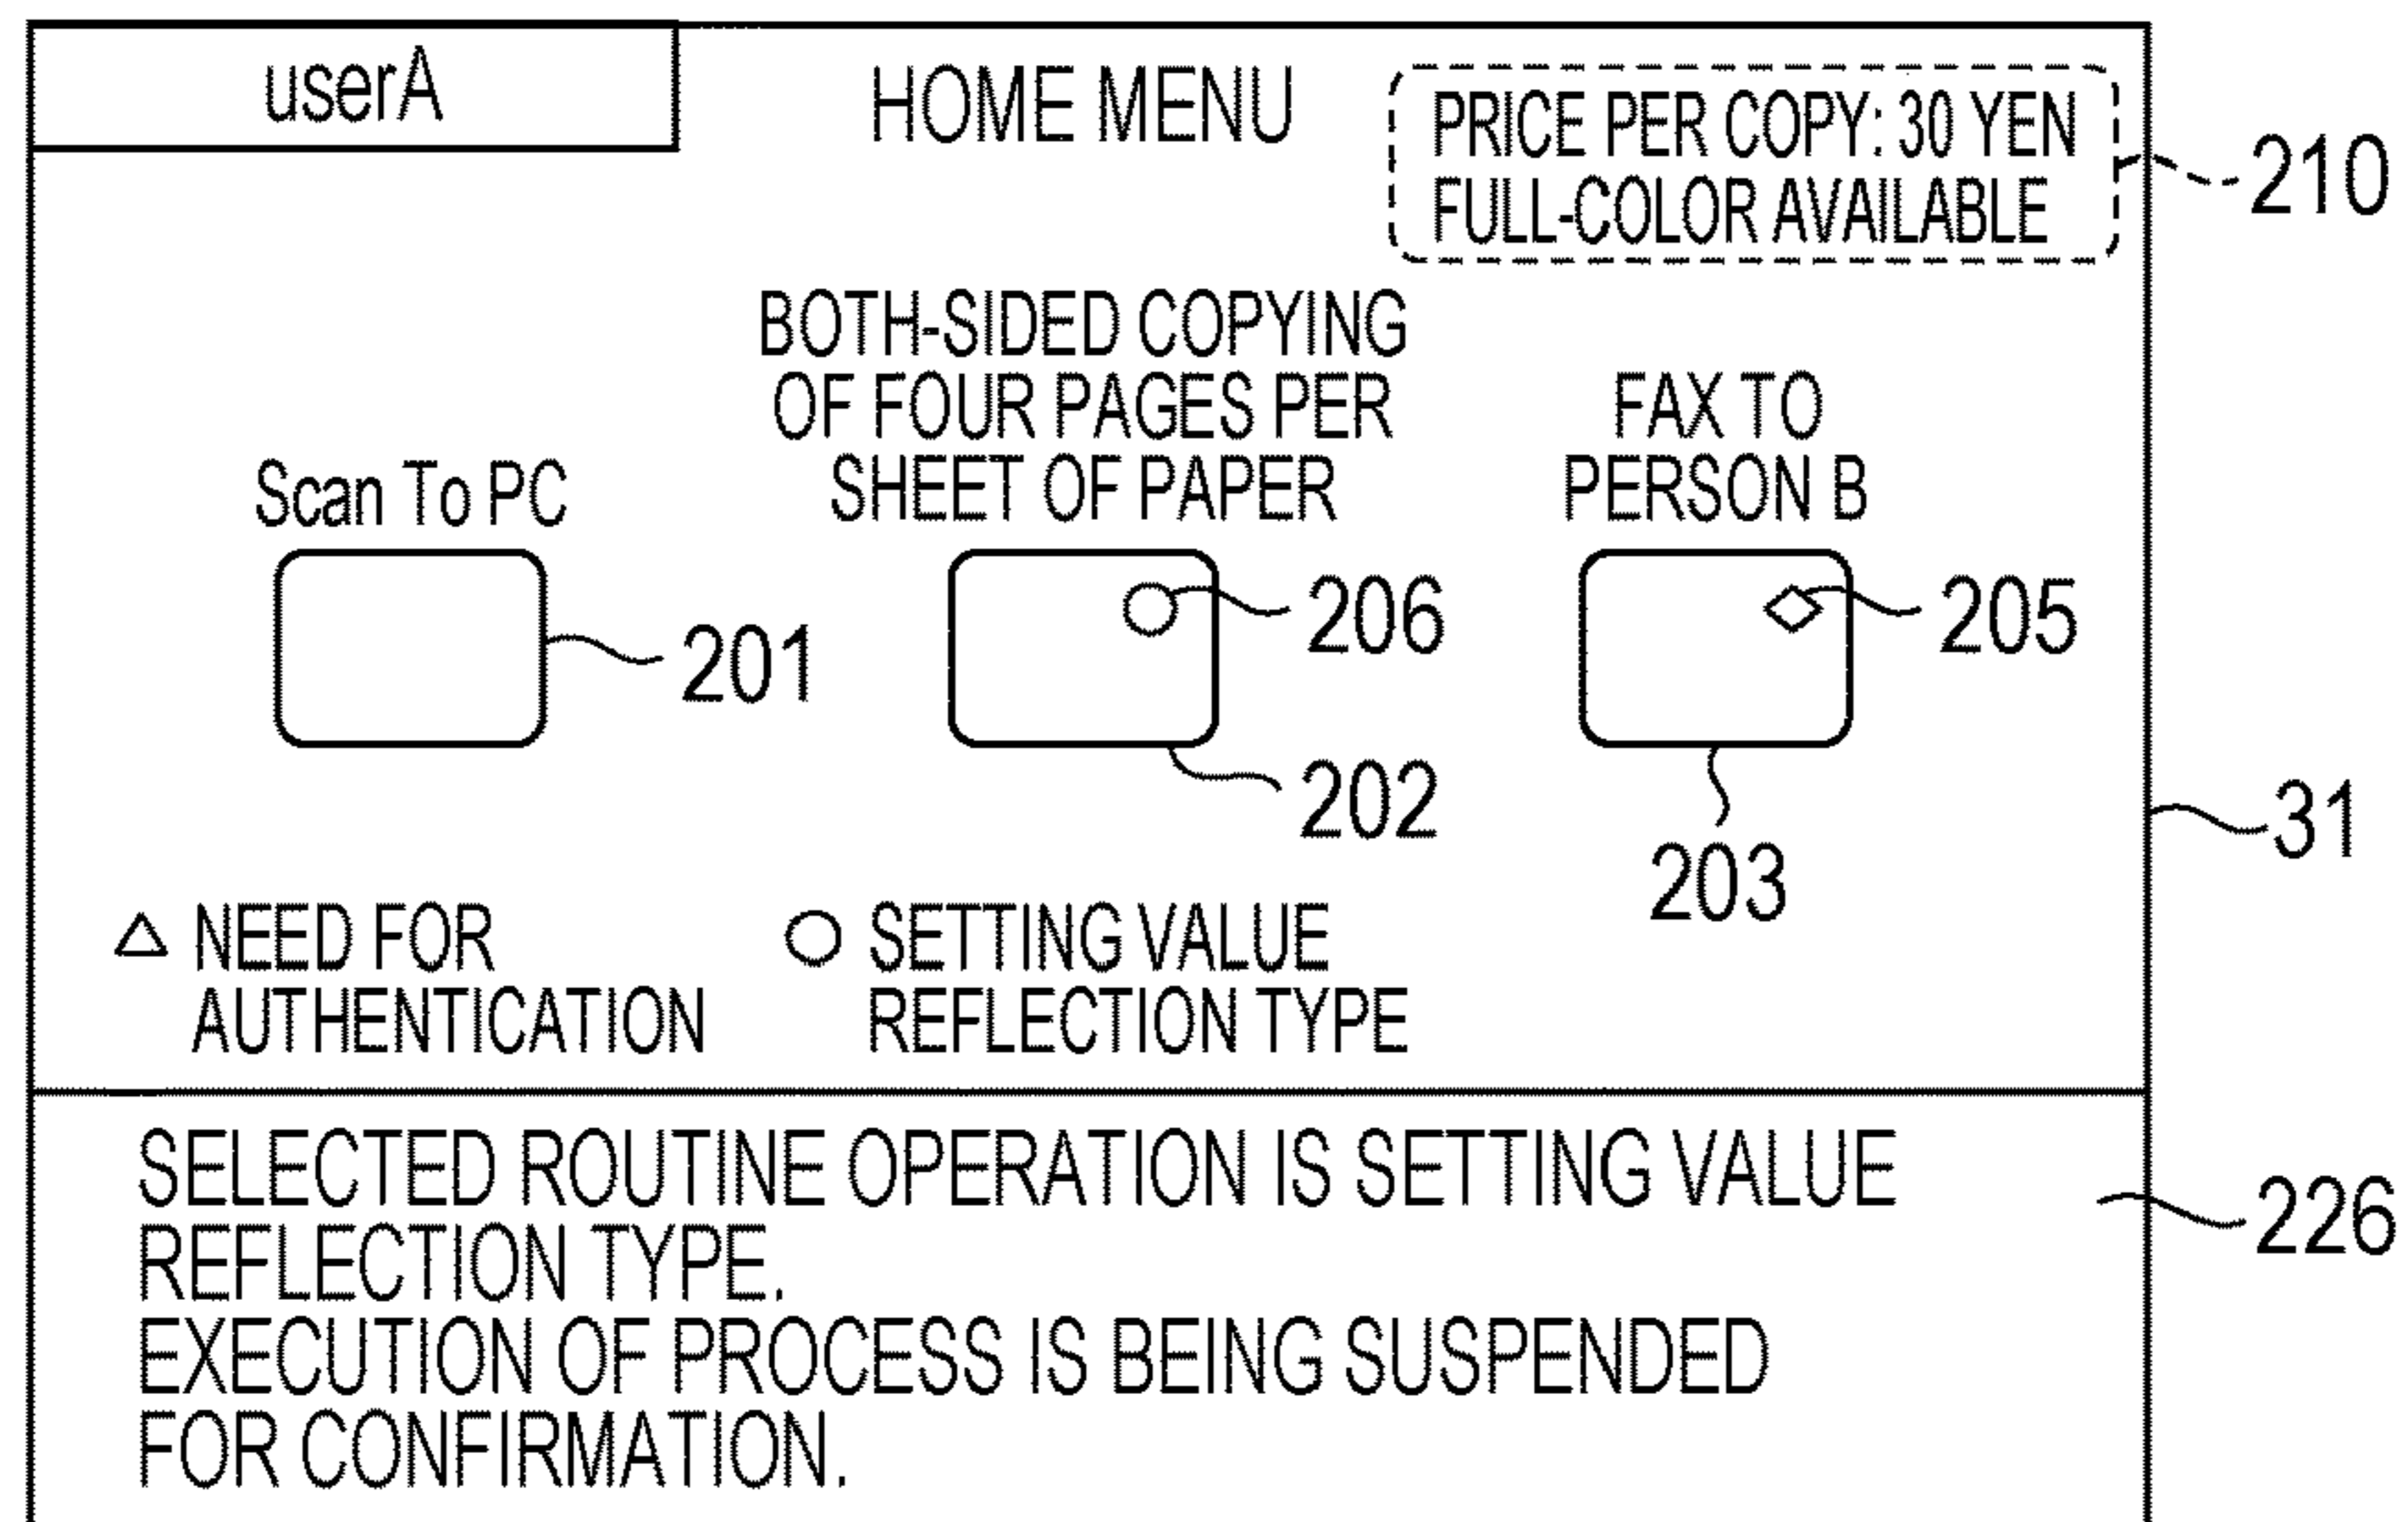 userA
HOME MENU
PRICE PER COPY: 30 YEN
FULL-COLOR AVAILABLE
210
BOTH-SIDED COPYING
OF FOUR PAGES PER
SHEET OF PAPER
FAX TO
PERSON B
Scan To PC
201
206
202
205
203
31
NEED FOR
AUTHENTICATION
SETTING VALUE
REFLECTION TYPE
SELECTED ROUTINE OPERATION IS SETTING VALUE
REFLECTION TYPE.
EXECUTION OF PROCESS IS BEING SUSPENDED
FOR CONFIRMATION.
226